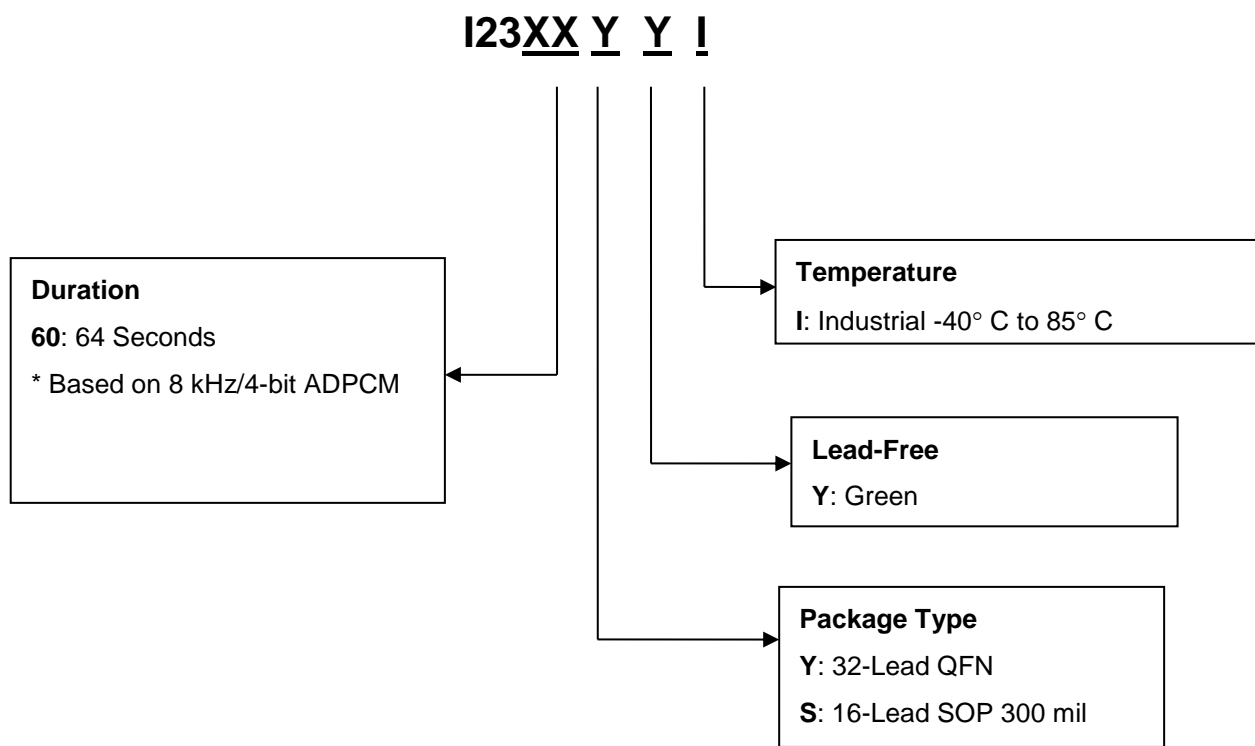 I23XX Y Y I
Duration
60: 64 Seconds
* Based on 8 kHz/4-bit ADPCM
Temperature
I: Industrial -40° C to 85° C
Lead-Free
Y: Green
Package Type
Y: 32-Lead QFN
S: 16-Lead SOP 300 mil